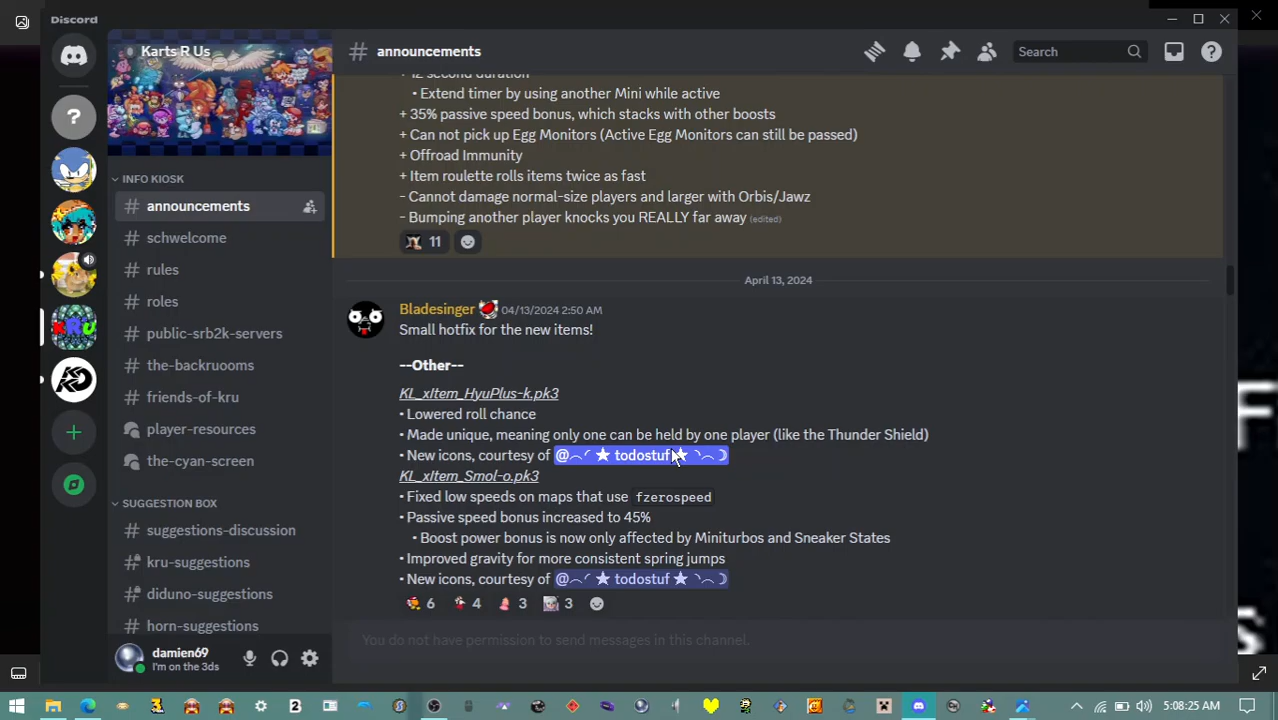 Discord
Karts R Us
# announcements
Search
INFO KIOSK
# announcements
# schwelcome
# rules
# roles
# public-srb2k-servers
# the-backruooms
# friends-of-kru
player-resources
the-cyan-screen
SUGGESTION BOX
# suggestions-discussion
# kru-suggestions
# diduno-suggestions
# horn-suggestions
damien69
I'm on the 3ds
KRU
+ 12 second duration
• Extend timer by using another Mini while active
+ 35% passive speed bonus, which stacks with other boosts
+ Can not pick up Egg Monitors (Active Egg Monitors can still be passed)
+ Offroad Immunity
+ Item roulette rolls items twice as fast
- Cannot damage normal-size players and larger with Orbis/Jawz
- Bumping another player knocks you REALLY far away (edited)
11
April 13, 2024
Bladesinger 04/13/2024 2:50 AM
Small hotfix for the new items!
--Other--
KL_xItem_HyuPlus-k.pk3
• Lowered roll chance
• Made unique, meaning only one can be held by one player (like the Thunder Shield)
• New icons, courtesy of @︵╭ ★ todostuf ★ ╮︵☽
KL_xItem_Smol-o.pk3
• Fixed low speeds on maps that use fzerospeed
• Passive speed bonus increased to 45%
• Boost power bonus is now only affected by Miniturbos and Sneaker States
• Improved gravity for more consistent spring jumps
• New icons, courtesy of @︵╭ ★ todostuf ★ ╮︵☽
6 4 3 3
You do not have permission to send messages in this channel.
5:08:25 AM